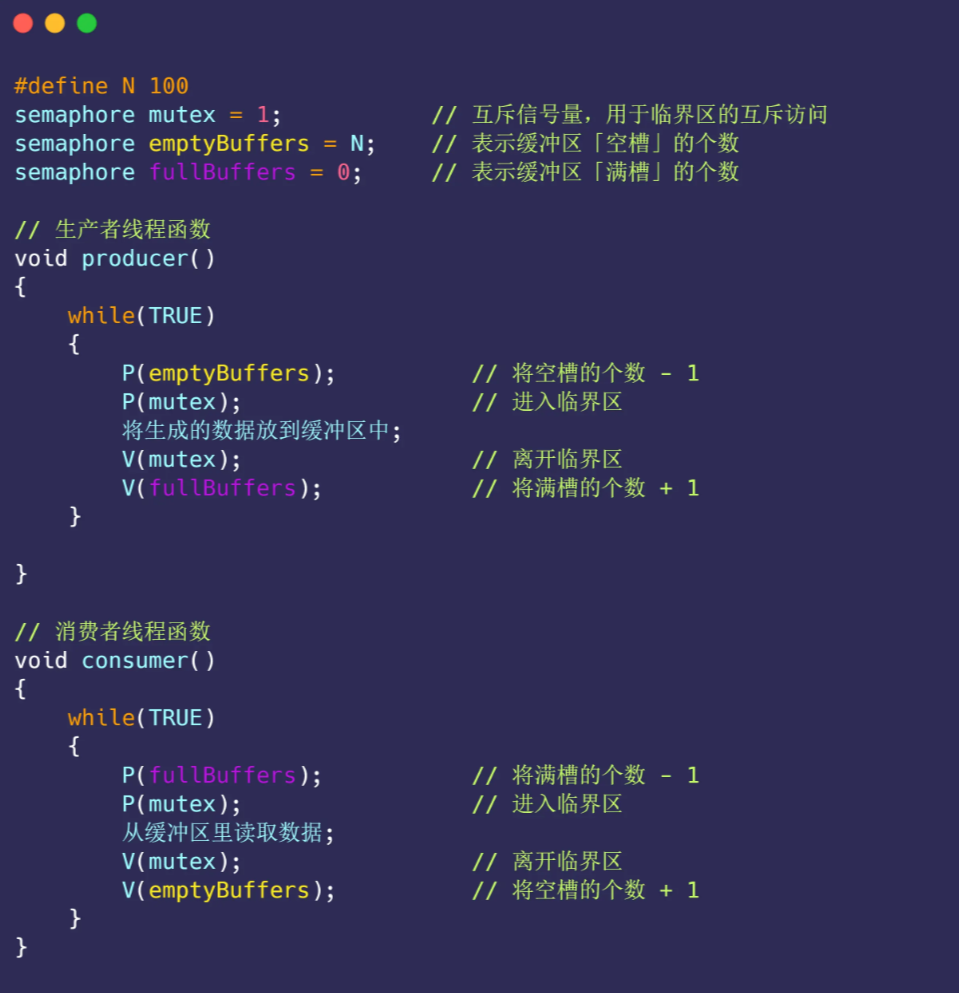 #define N 100
semaphore mutex = 1;                // 互斥信号量，用于临界区的互斥访问
semaphore emptyBuffers = N;    // 表示缓冲区「空槽」的个数
semaphore fullBuffers = 0;     // 表示缓冲区「满槽」的个数
// 生产者线程函数
void producer()
{
    while(TRUE)
    {
        P(emptyBuffers);          // 将空槽的个数 - 1
        P(mutex);                 // 进入临界区
        将生成的数据放到缓冲区中;
        V(mutex);                 // 离开临界区
        V(fullBuffers);           // 将满槽的个数 + 1
    }
}
// 消费者线程函数
void consumer()
{
    while(TRUE)
    {
        P(fullBuffers);           // 将满槽的个数 - 1
        P(mutex);                 // 进入临界区
        从缓冲区里读取数据;
        V(mutex);                 // 离开临界区
        V(emptyBuffers);          // 将空槽的个数 + 1
    }
}